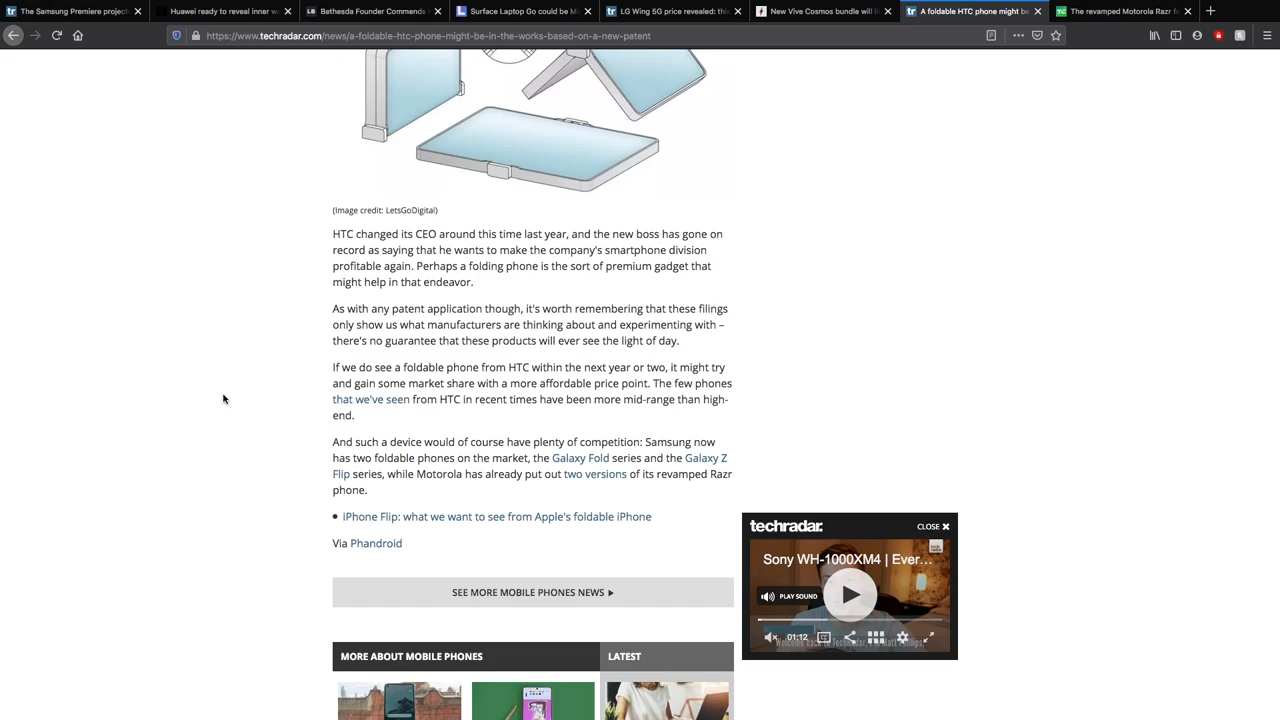 The Samsung Premiere project
Huawei ready to reveal inner w
Bethesda Founder Commends
Surface Laptop Go could be Mi
LG Wing 5G price revealed: thi
New Vive Cosmos bundle will
A foldable HTC phone might be
The revamped Motorola Razr fo
https://www.techradar.com/news/a-foldable-htc-phone-might-be-in-the-works-based-on-a-new-patent
(Image credit: LetsGoDigital)
HTC changed its CEO around this time last year, and the new boss has gone on
record as saying that he wants to make the company's smartphone division
profitable again. Perhaps a folding phone is the sort of premium gadget that
might help in that endeavor.
As with any patent application though, it's worth remembering that these filings
only show us what manufacturers are thinking about and experimenting with –
there's no guarantee that these products will ever see the light of day.
If we do see a foldable phone from HTC within the next year or two, it might try
and gain some market share with a more affordable price point. The few phones
that we've seen from HTC in recent times have been more mid-range than high-
end.
And such a device would of course have plenty of competition: Samsung now
has two foldable phones on the market, the Galaxy Fold series and the Galaxy Z
Flip series, while Motorola has already put out two versions of its revamped Razr
phone.
iPhone Flip: what we want to see from Apple's foldable iPhone
Via Phandroid
SEE MORE MOBILE PHONES NEWS
MORE ABOUT MOBILE PHONES
LATEST
techradar.
CLOSE
Sony WH-1000XM4 | Ever...
PLAY SOUND
01:12
Welcome back to TechRadar, I'm Matt Phillips,